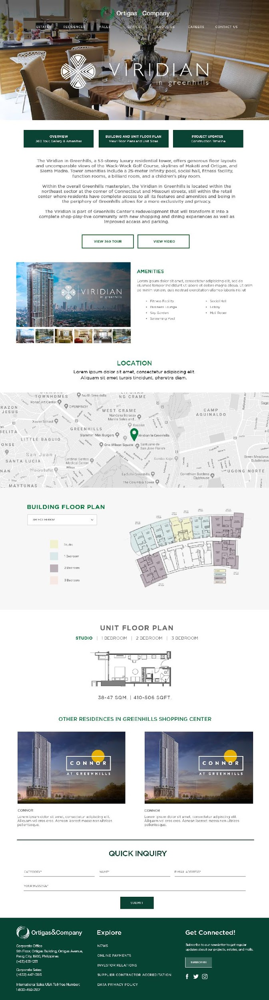 Ortigas&Company
ESTATES RESIDENCES MALLS OFFICES ABOUT US CAREERS CONTACT US
VIRIDIAN
in greenhills
OVERVIEW
360 Tour, Gallery & Amenities
BUILDING AND UNIT FLOOR PLAN
View Floor Plans and Unit Sizes
PROJECT UPDATES
Construction Timeline
The Viridian in Greenhills, a 53-storey luxury residential tower, offers generous floor layouts
and uncomparable views of the Wack-Wack Golf Course, skylines of Makati and Ortigas, and
Sierra Madre. Tower amenities include a 25-meter infinity pool, social hall, fitness facility,
function rooms, a billiard room, and a children's play room.
Within the overall Greenhills masterplan, the Viridian in Greenhills is located within the
northeast sector at the corner of Connecticut and Missouri streets, still within the retail
center where residents have complete access to all its features and amenities and being in
the periphery of Greenhills allows for a more exclusivity and privacy.
The Viridian is part of Greenhills Center's redevelopment that will transform it into a
complete shop-play-live community with new shopping and dining experiences as well as
improved access and parking.
VIEW 360 TOUR
VIEW VIDEO
VIRIDIAN
in greenhills
AMENITIES
Lorem ipsum dolor sit amet, consectetur adipisicing elit, sed do
eiusmod tempor incididunt ut labore et dolore magna aliqua. Ut enim
ad minim veniam, quis nostrud exercitation ullamco laboris nisi ut
• Fitness Facility
• Business Lounge
• Sky Garden
• Swimming Pool
• Social Hall
• Lobby
• Mail Room
LOCATION
Lorem ipsum dolor sit amet, consectetur adipiscing elit.
Aliquam sit amet turpis tincidunt, pharetra diam.
TOWNHOMES
North Greenhills
NG CRAME
Ronac Art Center
OPENPINOY
RAZON
JESUS
WEST CRAME
CAMP
AGUINALDO
Sage
Nandana Boracay
Manila Sales and...
Xavier School
Xocolat
GREENHILLS
BELITA
Slammin' Mini Burgers
Viridian In Greenhills
LITTLE BAGUIO
ONSE
One Wilson Square
Santuario de
San Jose Parish
Ortigas Ave
San Juan
SANTA LUCIA
Cardinal Santos
Medical Center
Sambo Kojin
Green Meadows
Subdivision
Wilson
NAN
7Flavors Buffet
UGONG NORTE
La Salle Greenhills
Corinthian Gardens
Clubhouse
MAYTUNAS
The Columbia Tower
BUILDING FLOOR PLAN
SELECT FLOOR
Studio
1 Bedroom
2 Bedroom
3 Bedroom
UNIT FLOOR PLAN
STUDIO | 1 BEBROOM | 2 BEBROOM | 3 BEBROOM
38-47 SQM. | 410-506 SQFT.
OTHER RESIDENCES IN GREENHILLS SHOPPING CENTER
CONNOR
AT GREENHILLS
CONNOR
Lorem ipsum dolor sit amet, consectetur adipiscing elit.
Aliquam vel eros eros. Aenean laoreet massa non ultrices
pellentesque.
CONNOR
AT GREENHILLS
CONNOR
Lorem ipsum dolor sit amet, consectetur adipiscing elit.
Aliquam vel eros eros. Aenean laoreet massa non ultrices
pellentesque.
QUICK INQUIRY
CATEGORY* NAME* E-MAIL ADDRESS*
YOUR MESSAGE*
SUBMIT
Ortigas&Company
Corporate Office
9th Floor, Ortigas Building, Ortigas Avenue,
Pasig City, 1600, Philippines
(+63) 631-1231
Corporate Sales:
(+632) 447-1393
International Sales USA Toll-free Number:
1-800-459-2137
Explore
NEWS
ONLINE PAYMENTS
INVESTOR RELATIONS
SUPPLIER CONTRACTOR ACCREDITATION
DATA PRIVACY POLICY
Get Connected!
Subscribe to our newsletter to get regular
updates about our projects, estates, and malls.
SUBSCRIBE